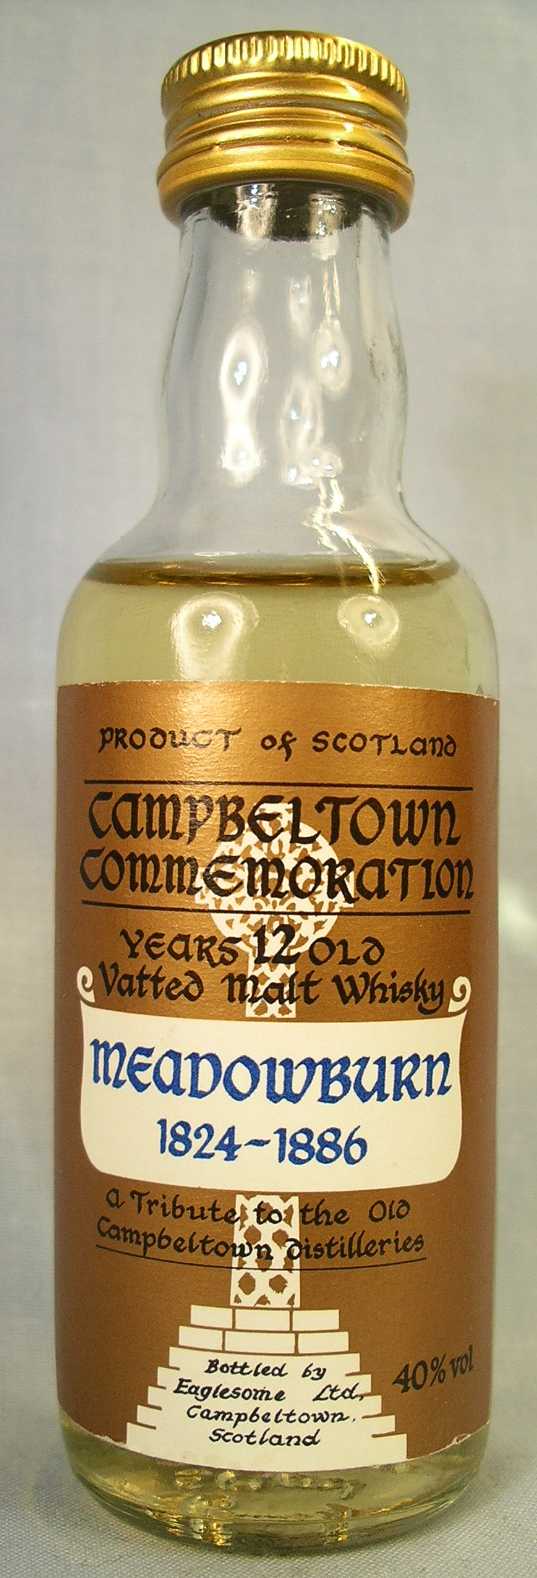 PRODUCT of SCOTLAND
CAMPBELTOWN
COMMEMORATION
YEARS 12 OLD
Vatted Malt Whisky
MEADOWBURN
1824~1886
A Tribute to the Old
Campbeltown Distilleries
Bottled by
Eaglesome Ltd,
Campbeltown,
Scotland
40% vol